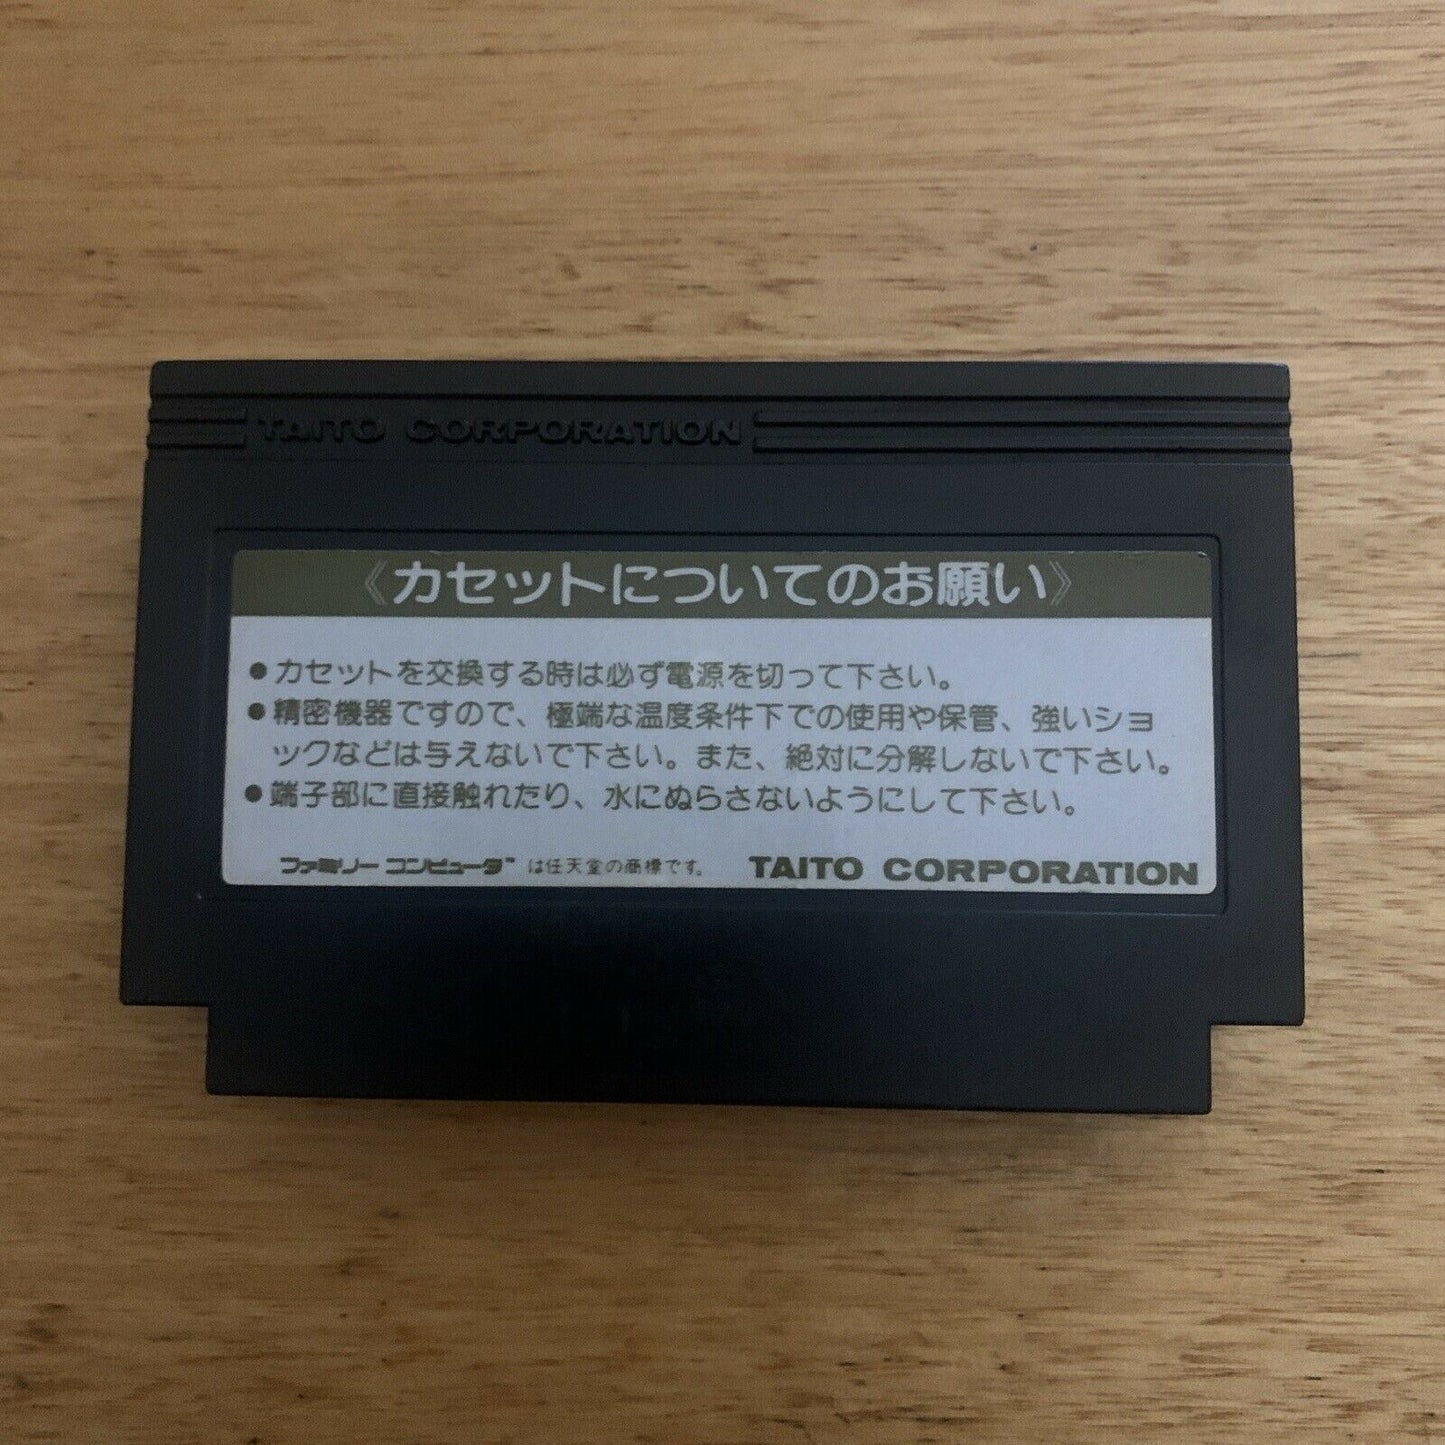 TAITO CORPORATION
《カセットについてのお願い》
●カセットを交換する時は必ず電源を切って下さい。
●精密機器ですので、極端な温度条件下での使用や保管、強いショ
ックなどは与えないで下さい。また、絶対に分解しないで下さい。
●端子部に直接触れたり、水にぬらさないようにして下さい。
ファミリーコンピュータ™は任天堂の商標です。 TAITO CORPORATION